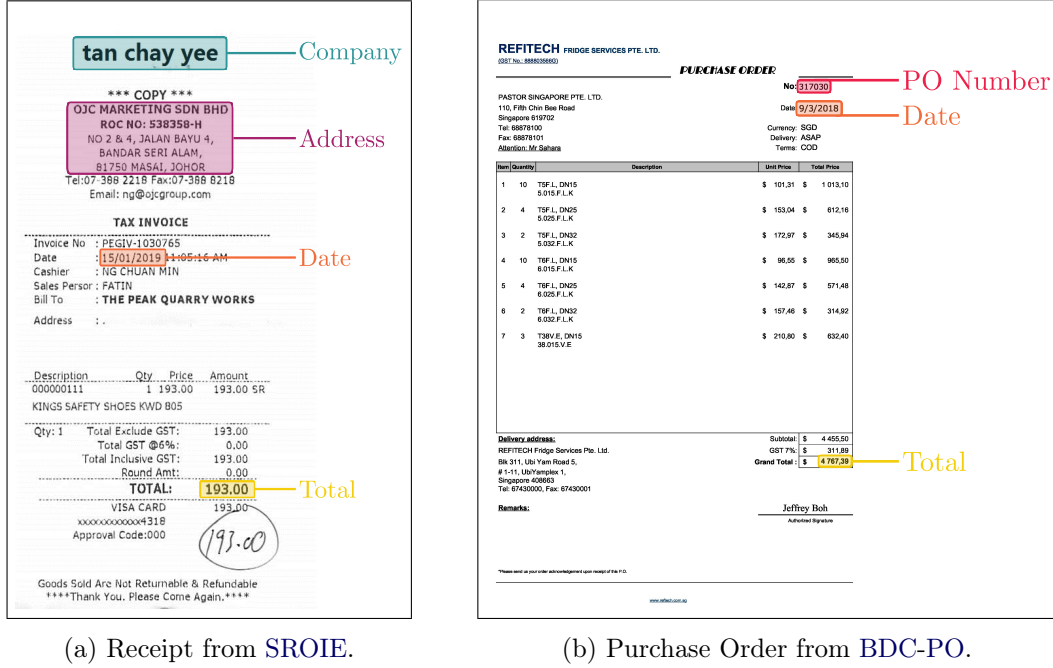 tan chay yee
Company
*** COPY ***
OJC MARKETING SDN BHD
ROC NO: 538358-H
NO 2 & 4, JALAN BAYU 4,
BANDAR SERI ALAM,
81750 MASAI, JOHOR
Address
Tel:07-388 2218 Fax:07-388 8218
Email: ng@ojcgroup.com
TAX INVOICE
Invoice No : PEGIV-1030765
Date : 15/01/2019 11:05:16 AM
Date
Cashier : NG CHUAN MIN
Sales Persor : FATIN
Bill To : THE PEAK QUARRY WORKS
Address : .
Description Qty Price Amount
000000111 1 193.00 193.00 SR
KINGS SAFETY SHOES KWD 805
Qty: 1 Total Exclude GST: 193.00
Total GST @6%: 0.00
Total Inclusive GST: 193.00
Round Amt: 0.00
TOTAL: 193.00
Total
VISA CARD 193.00
xxxxxxxxxxxx4318
Approval Code:000
193.00
Goods Sold Are Not Returnable & Refundable
****Thank You. Please Come Again.****
(a) Receipt from SROIE.
REFITECH FRIDGE SERVICES PTE. LTD.
PURCHASE ORDER
No: 317030
PO Number
PASTOR SINGAPORE PTE. LTD.
110, Fifth Chin Bee Road
Date: 9/3/2018
Date
Singapore 619702
Tel: 68878100
Currency: SGD
Fax: 68878101
Delivery: ASAP
Attention: Mr Sahara
Terms: COD
Item Quantity Description Unit Price Total Price
1 10 T5F.L, DN15 $ 101,31 $ 1 013,10
5.015.F.L.K
2 4 T5F.L, DN25 $ 153,04 $ 612,16
5.025.F.L.K
3 2 T5F.L, DN32 $ 172,97 $ 345,94
5.032.F.L.K
4 10 T6F.L, DN15 $ 96,55 $ 965,50
6.015.F.L.K
5 4 T6F.L, DN25 $ 142,87 $ 571,48
6.025.F.L.K
6 2 T6F.L, DN32 $ 157,46 $ 314,92
6.032.F.L.K
7 3 T38V.E, DN15 $ 210,80 $ 632,40
38.015.V.E
Delivery address:
Subtotal: $ 4 455,50
REFITECH Fridge Services Pte. Ltd.
GST 7%: $ 311,89
Blk 311, Ubi Yam Road 5,
Grand Total : $ 4 767,39
Total
# 1-11, UbiYamplex 1,
Singapore 408663
Tel: 67430000, Fax: 67430001
Remarks:
Jeffrey Boh
Authorized Signature
*Please send us your order acknowledgement upon receipt of this P.O.
www.refitech.com.sg
(b) Purchase Order from BDC-PO.